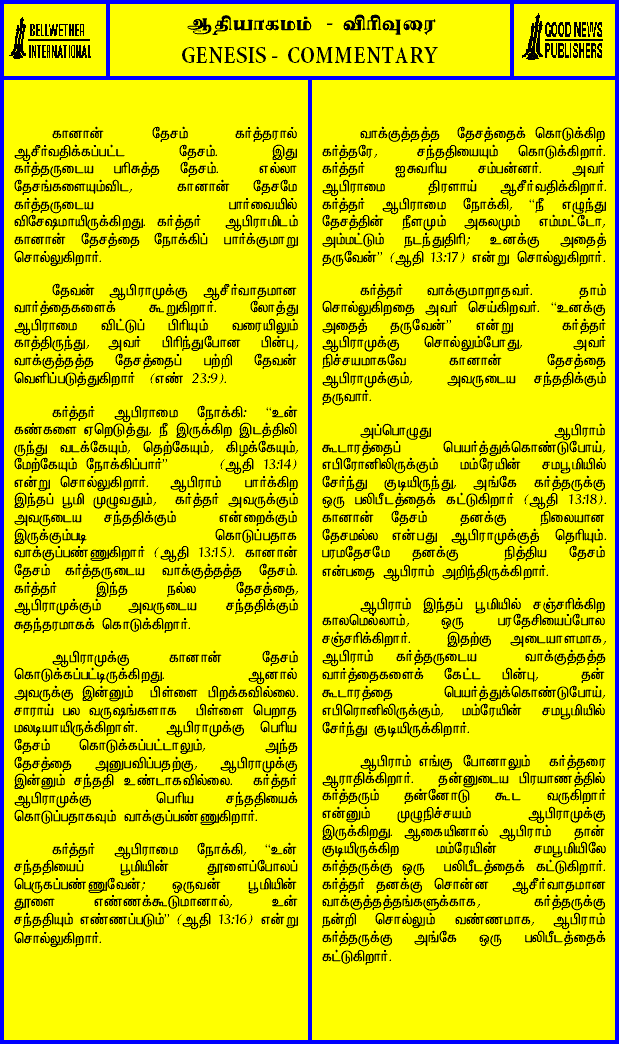 BELLWETHER
INTERNATIONAL
ஆதியாகமம் - விரிவுரை
GENESIS - COMMENTARY
GOOD NEWS
PUBLISHERS
கானான் தேசம் கர்த்தரால்
ஆசீர்வதிக்கப்பட்ட தேசம். இது
கர்த்தருடைய பரிசுத்த தேசம். எல்லா
தேசங்களையும்விட, கானான் தேசமே
கர்த்தருடைய பார்வையில்
விசேஷமாயிருக்கிறது. கர்த்தர் ஆபிராமிடம்
கானான் தேசத்தை நோக்கிப் பார்க்குமாறு
சொல்லுகிறார்.
தேவன் ஆபிராமுக்கு ஆசீர்வாதமான
வார்த்தைகளைக் கூறுகிறார். லோத்து
ஆபிராமை விட்டுப் பிரியும் வரையிலும்
காத்திருந்து, அவர் பிரிந்துபோன பின்பு,
வாக்குத்தத்த தேசத்தைப் பற்றி தேவன்
வெளிப்படுத்துகிறார் (எண் 23:9).
கர்த்தர் ஆபிராமை நோக்கி: “உன்
கண்களை ஏறெடுத்து, நீ இருக்கிற இடத்திலி
ருந்து வடக்கேயும், தெற்கேயும், கிழக்கேயும்,
மேற்கேயும் நோக்கிப்பார்” (ஆதி 13:14)
என்று சொல்லுகிறார். ஆபிராம் பார்க்கிற
இந்தப் பூமி முழுவதும், கர்த்தர் அவருக்கும்
அவருடைய சந்ததிக்கும் என்றைக்கும்
இருக்கும்படி கொடுப்பதாக
வாக்குப்பண்ணுகிறார் (ஆதி 13:15). கானான்
தேசம் கர்த்தருடைய வாக்குத்தத்த தேசம்.
கர்த்தர் இந்த நல்ல தேசத்தை,
ஆபிராமுக்கும் அவருடைய சந்ததிக்கும்
சுதந்தரமாகக் கொடுக்கிறார்.
ஆபிராமுக்கு கானான் தேசம்
கொடுக்கப்பட்டிருக்கிறது. ஆனால்
அவருக்கு இன்னும் பிள்ளை பிறக்கவில்லை.
சாராய் பல வருஷங்களாக பிள்ளை பெறாத
மலடியாயிருக்கிறாள். ஆபிராமுக்கு பெரிய
தேசம் கொடுக்கப்பட்டாலும், அந்த
தேசத்தை அனுபவிப்பதற்கு, ஆபிராமுக்கு
இன்னும் சந்ததி உண்டாகவில்லை. கர்த்தர்
ஆபிராமுக்கு பெரிய சந்ததியைக்
கொடுப்பதாகவும் வாக்குப்பண்ணுகிறார்.
கர்த்தர் ஆபிராமை நோக்கி, “உன்
சந்ததியைப் பூமியின் தூளைப்போலப்
பெருகப்பண்ணுவேன்; ஒருவன் பூமியின்
தூளை எண்ணக்கூடுமானால், உன்
சந்ததியும் எண்ணப்படும்” (ஆதி 13:16) என்று
சொல்லுகிறார்.
வாக்குத்தத்த தேசத்தைக் கொடுக்கிற
கர்த்தரே, சந்ததியையும் கொடுக்கிறார்.
கர்த்தர் ஐசுவரிய சம்பன்னர். அவர்
ஆபிராமை திரளாய் ஆசீர்வதிக்கிறார்.
கர்த்தர் ஆபிராமை நோக்கி, “நீ எழுந்து
தேசத்தின் நீளமும் அகலமும் எம்மட்டோ,
அம்மட்டும் நடந்துதிரி; உனக்கு அதைத்
தருவேன்” (ஆதி 13:17) என்று சொல்லுகிறார்.
கர்த்தர் வாக்குமாறாதவர். தாம்
சொல்லுகிறதை அவர் செய்கிறவர். “உனக்கு
அதைத் தருவேன்” என்று கர்த்தர்
ஆபிராமுக்கு சொல்லும்போது, அவர்
நிச்சயமாகவே கானான் தேசத்தை
ஆபிராமுக்கும், அவருடைய சந்ததிக்கும்
தருவார்.
அப்பொழுது ஆபிராம்
கூடாரத்தைப் பெயர்த்துக்கொண்டுபோய்,
எபிரோனிலிருக்கும் மம்ரேயின் சமபூமியில்
சேர்ந்து குடியிருந்து, அங்கே கர்த்தருக்கு
ஒரு பலிபீடத்தைக் கட்டுகிறார் (ஆதி 13:18).
கானான் தேசம் தனக்கு நிலையான
தேசமல்ல என்பது ஆபிராமுக்குத் தெரியும்.
பரமதேசமே தனக்கு நித்திய தேசம்
என்பதை ஆபிராம் அறிந்திருக்கிறார்.
ஆபிராம் இந்தப் பூமியில் சஞ்சரிக்கிற
காலமெல்லாம், ஒரு பரதேசியைப்போல
சஞ்சரிக்கிறார். இதற்கு அடையாளமாக,
ஆபிராம் கர்த்தருடைய வாக்குத்தத்த
வார்த்தைகளைக் கேட்ட பின்பு, தன்
கூடாரத்தை பெயர்த்துக்கொண்டுபோய்,
எபிரொனிலிருக்கும், மம்ரேயின் சமபூமியில்
சேர்ந்து குடியிருக்கிறார்.
ஆபிராம் எங்கு போனாலும் கர்த்தரை
ஆராதிக்கிறார். தன்னுடைய பிரயாணத்தில்
கர்த்தரும் தன்னோடு கூட வருகிறார்
என்னும் முழுநிச்சயம் ஆபிராமுக்கு
இருக்கிறது. ஆகையினால் ஆபிராம் தான்
குடியிருக்கிற மம்ரேயின் சமபூமியிலே
கர்த்தருக்கு ஒரு பலிபீடத்தைக் கட்டுகிறார்.
கர்த்தர் தனக்கு சொன்ன ஆசீர்வாதமான
வாக்குத்தத்தங்களுக்காக, கர்த்தருக்கு
நன்றி சொல்லும் வண்ணமாக, ஆபிராம்
கர்த்தருக்கு அங்கே ஒரு பலிபீடத்தைக்
கட்டுகிறார்.